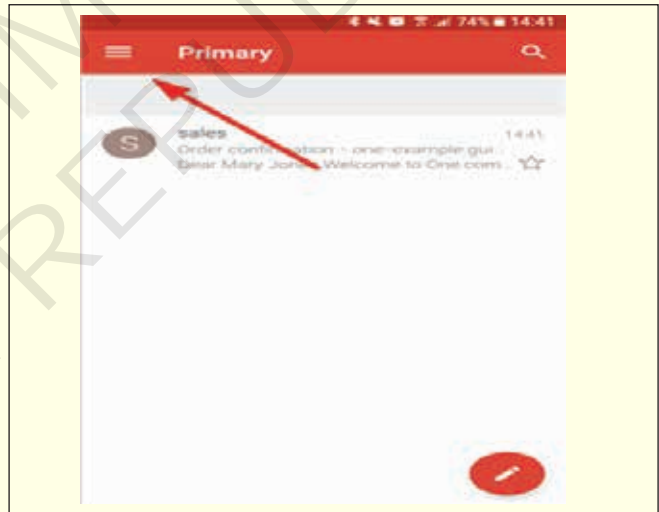 74% 14:41
Primary
S
sales 14:41
Order confirmation - one-example gui...
Dear Mary Jones Welcome to One.com...
REPU